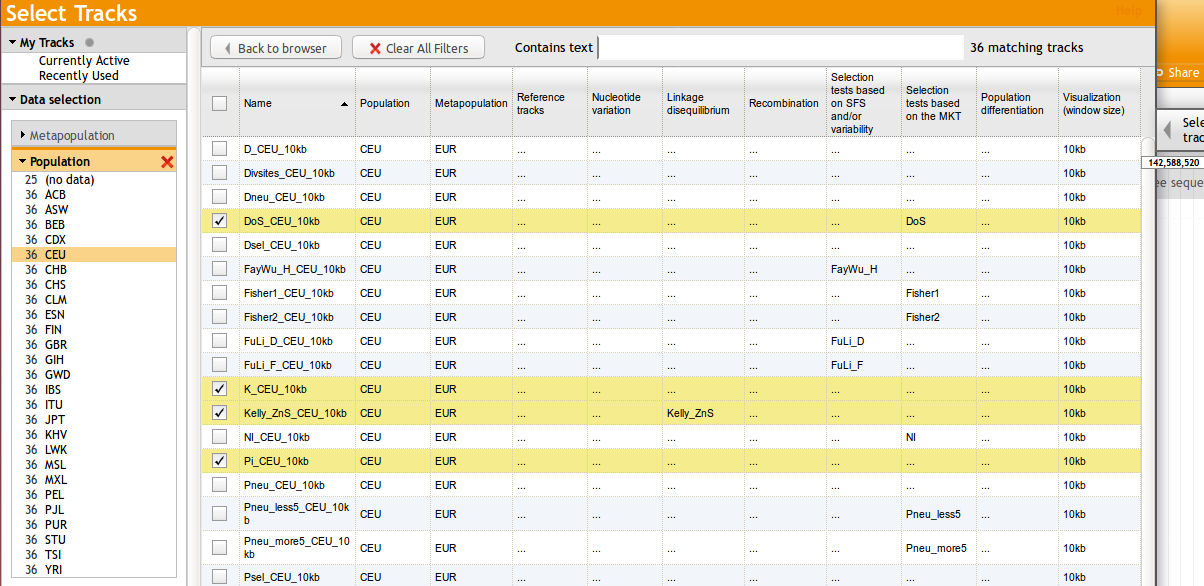 Select Tracks
help
My Tracks
Currently Active
Recently Used
Data selection
Metapopulation
Population
25 (no data)
36 ACB
36 ASW
36 BEB
36 CDX
36 CEU
36 CHB
36 CHS
36 CLM
36 ESN
36 FIN
36 GBR
36 GIH
36 GWD
36 IBS
36 ITU
36 JPT
36 KHV
36 LWK
36 MSL
36 MXL
36 PEL
36 PJL
36 PUR
36 STU
36 TSI
36 YRI
Back to browser Clear All Filters Contains text 36 matching tracks
Name Population Metapopulation Reference tracks Nucleotide variation Linkage disequilibrium Recombination Selection tests based on SFS and/or variability Selection tests based on the MKT Population differentiation Visualization (window size)
D_CEU_10kb CEU EUR ... ... ... ... ... ... ... 10kb
Divsites_CEU_10kb CEU EUR ... ... ... ... ... ... ... 10kb
Dneu_CEU_10kb CEU EUR ... ... ... ... ... ... ... 10kb
DoS_CEU_10kb CEU EUR ... ... ... ... ... DoS ... 10kb
Dsel_CEU_10kb CEU EUR ... ... ... ... ... ... ... 10kb
FayWu_H_CEU_10kb CEU EUR ... ... ... ... FayWu_H ... ... 10kb
Fisher1_CEU_10kb CEU EUR ... ... ... ... ... Fisher1 ... 10kb
Fisher2_CEU_10kb CEU EUR ... ... ... ... ... Fisher2 ... 10kb
FuLi_D_CEU_10kb CEU EUR ... ... ... ... FuLi_D ... ... 10kb
FuLi_F_CEU_10kb CEU EUR ... ... ... ... FuLi_F ... ... 10kb
K_CEU_10kb CEU EUR ... ... ... ... ... ... ... 10kb
Kelly_ZnS_CEU_10kb CEU EUR ... ... Kelly_ZnS ... ... ... ... 10kb
NI_CEU_10kb CEU EUR ... ... ... ... ... NI ... 10kb
Pi_CEU_10kb CEU EUR ... ... ... ... ... ... ... 10kb
Pneu_CEU_10kb CEU EUR ... ... ... ... ... ... ... 10kb
Pneu_less5_CEU_10k
b CEU EUR ... ... ... ... ... Pneu_less5 ... 10kb
Pneu_more5_CEU_10
kb CEU EUR ... ... ... ... ... Pneu_more5 ... 10kb
Psel_CEU_10kb CEU EUR ... ... ... ... ... ... ... 10kb
Share
Sele
trac
142,588,520
ee seque